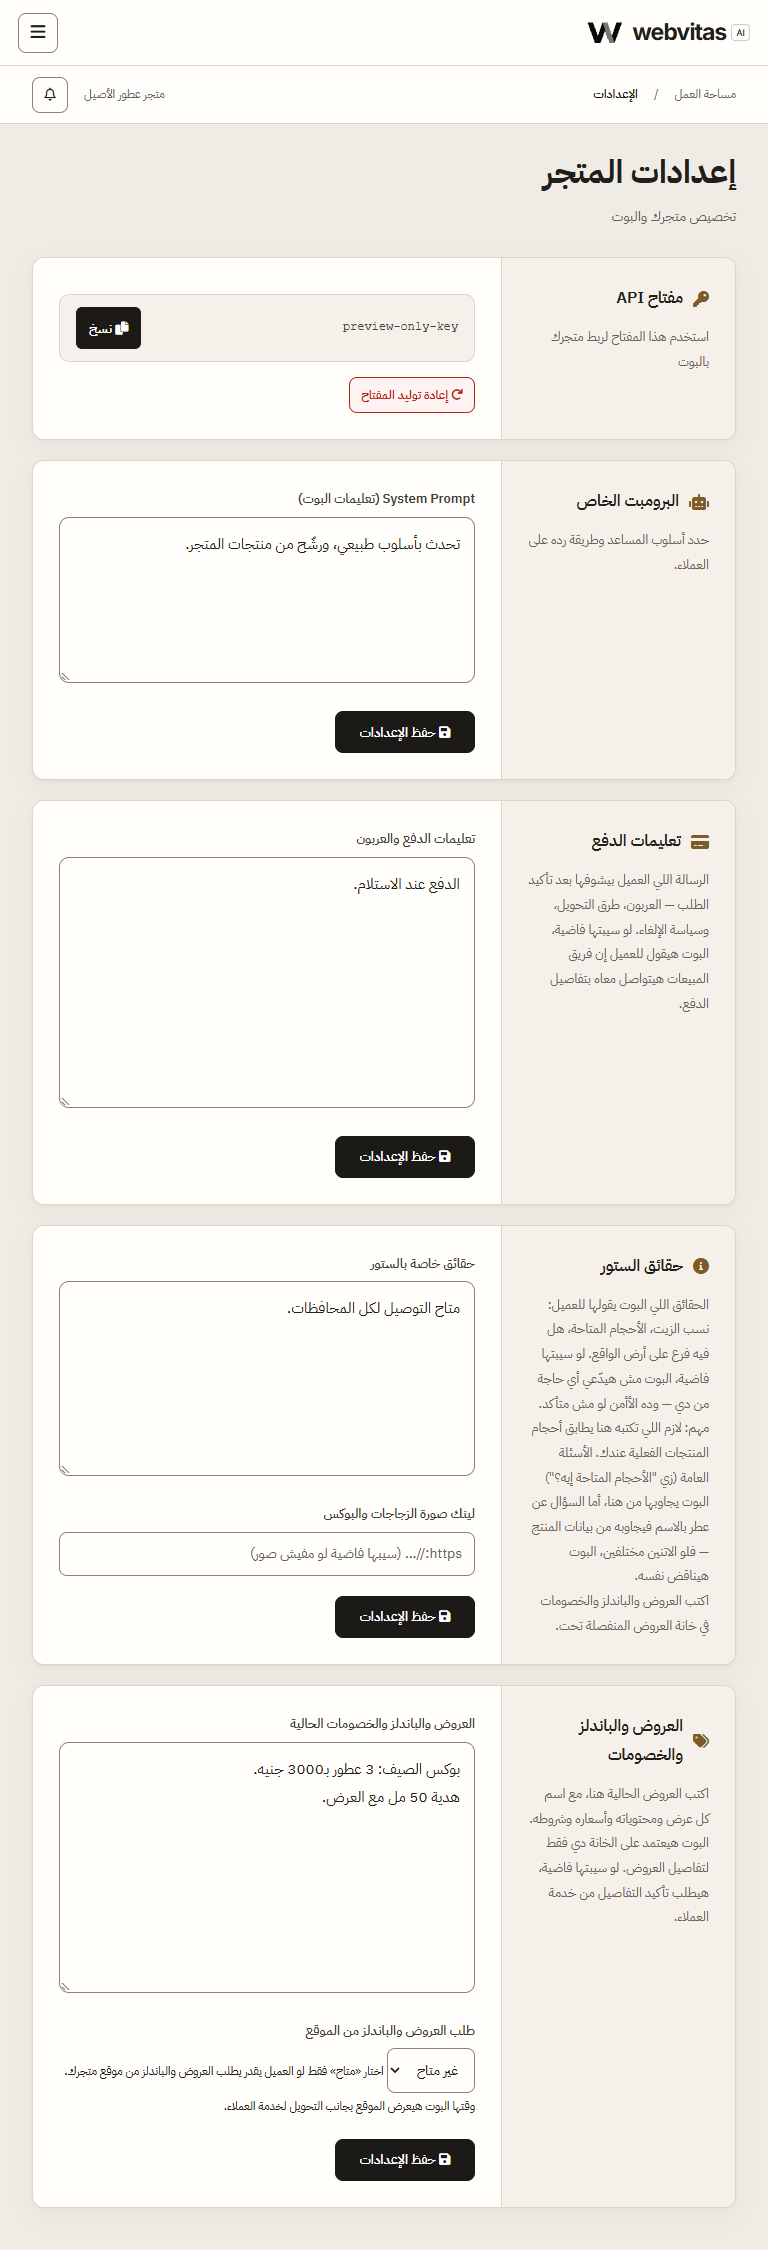 webvitas AI
مساحة العمل / الإعدادات
متجر عطور الأصيل
إعدادات المتجر
تخصيص متجرك والبوت
مفتاح API
استخدم هذا المفتاح لربط متجرك
بالبوت
preview-only-key
نسخ
إعادة توليد المفتاح
البرومبت الخاص
حدد أسلوب المساعد وطريقة رده على
العملاء.
System Prompt (تعليمات البوت)
تحدث بأسلوب طبيعي، ورشّح من منتجات المتجر.
حفظ الإعدادات
تعليمات الدفع
الرسالة اللي العميل بيشوفها بعد تأكيد
الطلب — العربون، طرق التحويل،
وسياسة الإلغاء. لو سيبتها فاضية،
البوت هيقول للعميل إن فريق
المبيعات هيتواصل معاه بتفاصيل
الدفع.
تعليمات الدفع والعربون
الدفع عند الاستلام.
حفظ الإعدادات
حقائق الستور
الحقائق اللي البوت يقولها للعميل:
نسب الزيت، الأحجام المتاحة، هل
فيه فرع على أرض الواقع. لو سيبتها
فاضية، البوت مش هيدّعي أي حاجة
من دي — وده الأأمن لو مش متأكد.
مهم: لازم اللي تكتبه هنا يطابق أحجام
المنتجات الفعلية عندك. الأسئلة
العامة (زي "الأحجام المتاحة إيه؟")
البوت يجاوبها من هنا، أما السؤال عن
عطر بالاسم فيجاوبه من بيانات المنتج
— فلو الاتنين مختلفين، البوت
هيناقض نفسه.
اكتب العروض والباندلز والخصومات
في خانة العروض المنفصلة تحت.
حقائق خاصة بالستور
متاح التوصيل لكل المحافظات.
لينك صورة الزجاجات والبوكس
https://... (سيبها فاضية لو مفيش صور)
حفظ الإعدادات
العروض والباندلز
والخصومات
اكتب العروض الحالية هنا، مع اسم
كل عرض ومحتوياته وأسعاره وشروطه.
البوت هيعتمد على الخانة دي فقط
لتفاصيل العروض. لو سيبتها فاضية،
هيطلب تأكيد التفاصيل من خدمة
العملاء.
العروض والباندلز والخصومات الحالية
بوكس الصيف: 3 عطور بـ3000 جنيه.
هدية 50 مل مع العرض.
طلب العروض والباندلز من الموقع
غير متاح
اختار «متاح» فقط لو العميل يقدر يطلب العروض والباندلز من موقع متجرك.
وقتها البوت هيعرض الموقع بجانب التحويل لخدمة العملاء.
حفظ الإعدادات